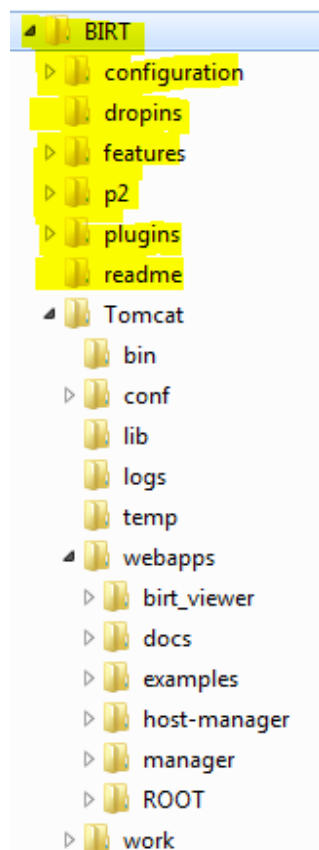 BIRT
configuration
dropins
features
p2
plugins
readme
Tomcat
bin
conf
lib
logs
temp
webapps
birt_viewer
docs
examples
host-manager
manager
ROOT
work